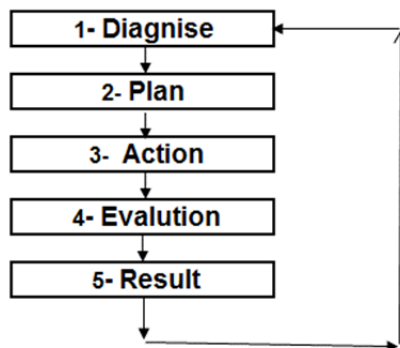 1- Diagnise
2- Plan
3- Action
4- Evalution
5- Result